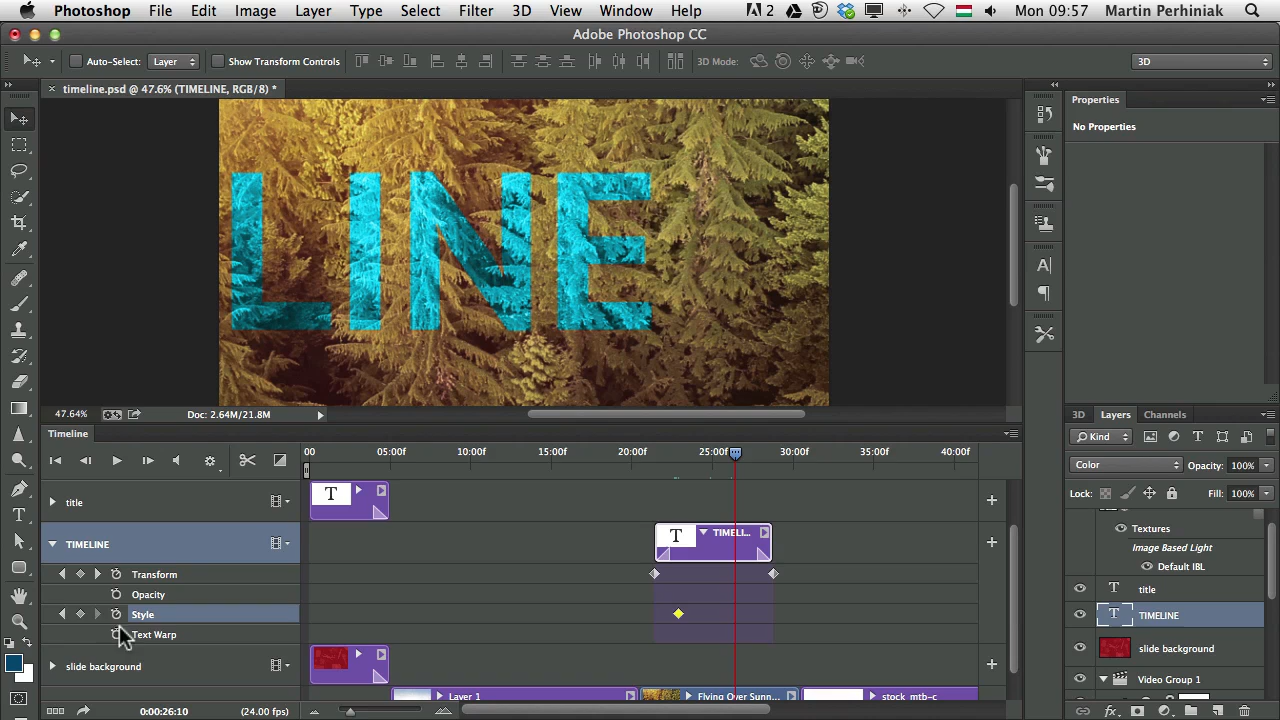 Photoshop File Edit Image Layer Type Select Filter 3D View Window Help 2 Mon 09:57 Martin Perhiniak
Adobe Photoshop CC
Auto-Select: Layer Show Transform Controls 3D Mode: 3D
timeline.psd @ 47.6% (TIMELINE, RGB/8) *
Properties
No Properties
LINE
47.64% Doc: 2.64M/21.8M
3D Layers Channels
Timeline
Kind
00 05:00f 10:00f 15:00f 20:00f 25:00f 30:00f 35:00f 40:00f
Color Opacity: 100%
Lock: Fill: 100%
title
T
Textures
Image Based Light
Default IBL
TIMELINE
T TIMELI...
Transform
T title
Opacity
Style
T TIMELINE
Text Warp
slide background
slide background
Video Group 1
Layer 1 Flying Over Sunn... stock_mtb-c
0:00:26:10 (24.00 fps)